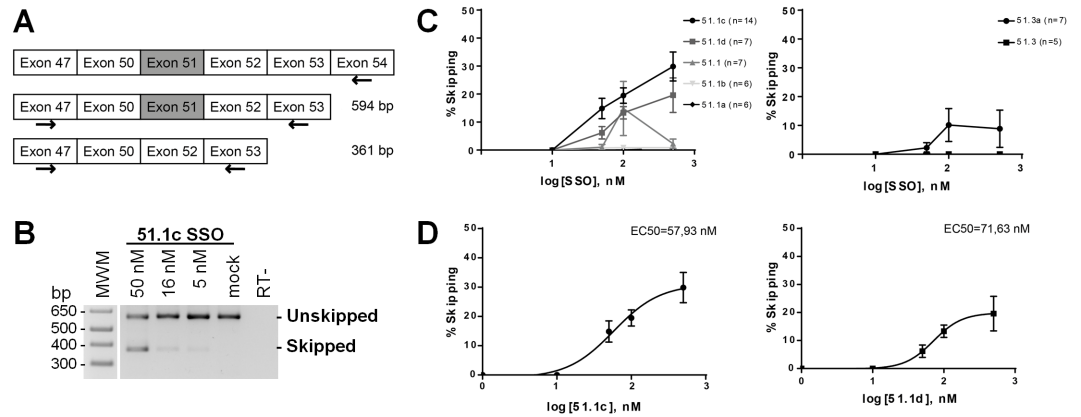 A
Exon 47 Exon 50 Exon 51 Exon 52 Exon 53 Exon 54
Exon 47 Exon 50 Exon 51 Exon 52 Exon 53 594 bp
Exon 47 Exon 50 Exon 52 Exon 53 361 bp
B
51.1c SSO
bp MWM 50 nM 16 nM 5 nM mock RT-
650
500
400
300
- Unskipped
- Skipped
C
% Skipping
50
40
30
20
10
0
0 1 2 3
log[SSO], nM
51.1c (n=14)
51.1d (n=7)
51.1 (n=7)
51.1b (n=6)
51.1a (n=6)
% Skipping
50
40
30
20
10
0
0 1 2 3
log[SSO], nM
51.3a (n=7)
51.3 (n=5)
D
EC50=57,93 nM
% Skipping
50
40
30
20
10
0
0 1 2 3
log[51.1c], nM
EC50=71,63 nM
% Skipping
50
40
30
20
10
0
0 1 2 3
log[51.1d], nM